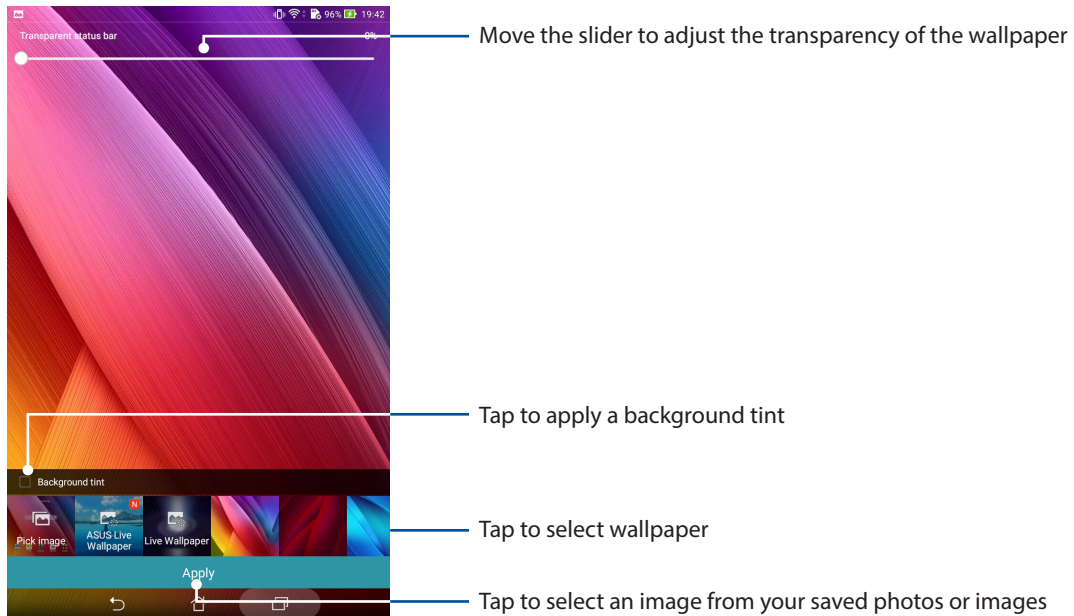 96% 19:42
Transparent status bar
Move the slider to adjust the transparency of the wallpaper
Tap to apply a background tint
Background tint
N
Pick image
ASUS Live
Wallpaper
Live Wallpaper
Tap to select wallpaper
Apply
Tap to select an image from your saved photos or images